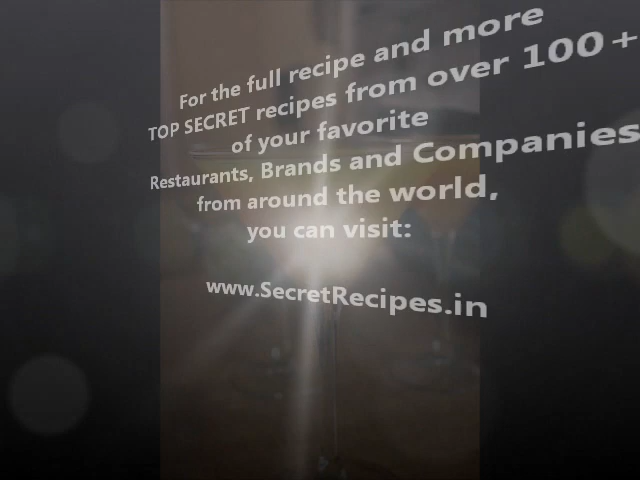 For the full recipe and more
TOP SECRET recipes from over 100+
of your favorite
Restaurants, Brands and Companies
from around the world,
you can visit:
www.SecretRecipes.in